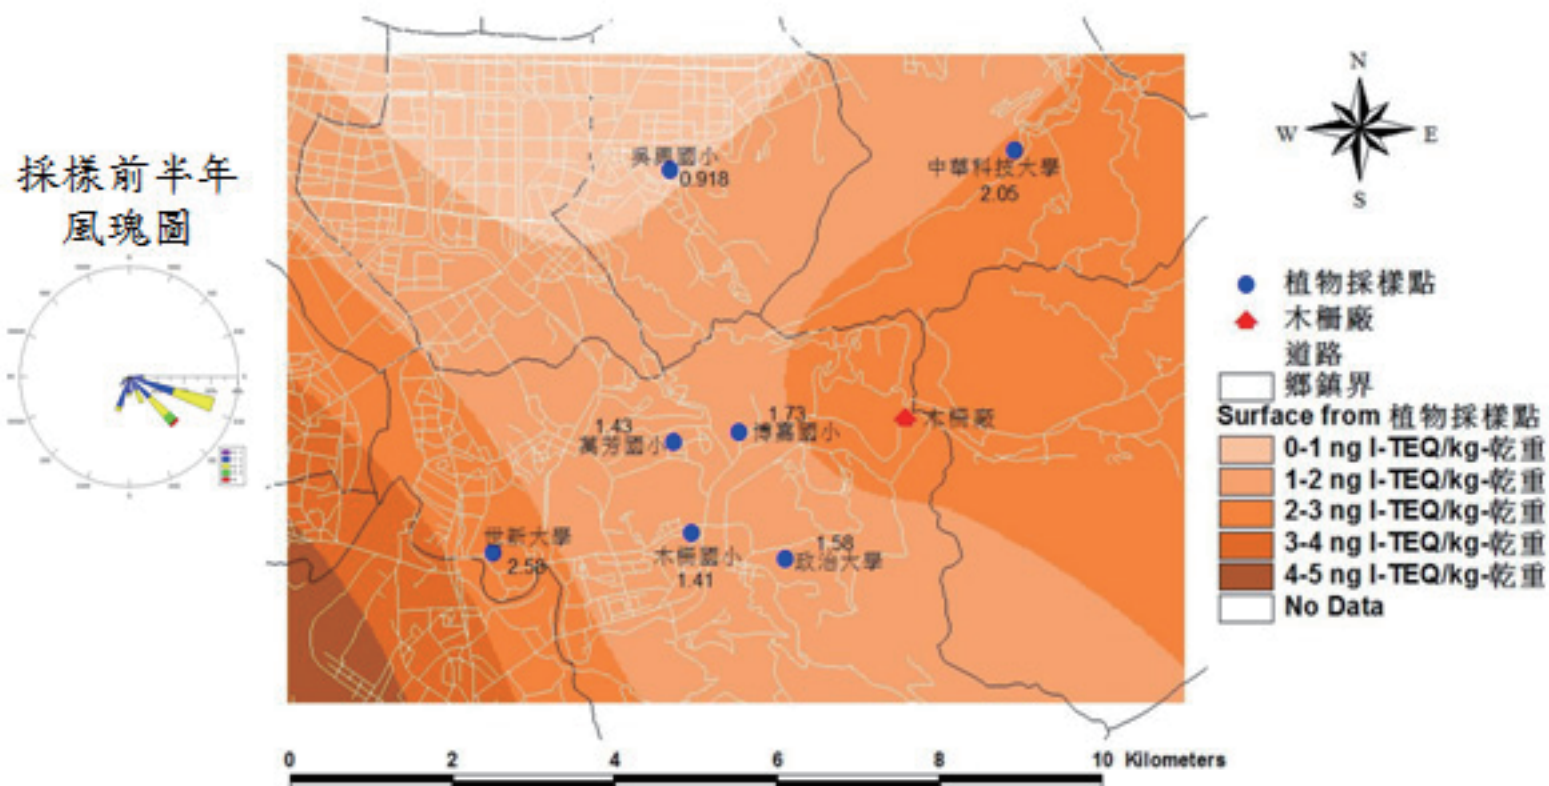 採樣前半年
風瑰圖
吳興國小
0.918
中華科技大學
2.05
1.43
萬芳國小
1.73
博嘉國小
木柵廠
世新大學
2.58
木柵國小
1.41
1.58
政治大學
N
W
E
S
植物採樣點
木柵廠
道路
鄉鎮界
Surface from 植物採樣點
0-1 ng I-TEQ/kg-乾重
1-2 ng I-TEQ/kg-乾重
2-3 ng I-TEQ/kg-乾重
3-4 ng I-TEQ/kg-乾重
4-5 ng I-TEQ/kg-乾重
No Data
0 2 4 6 8 10 Kilometers